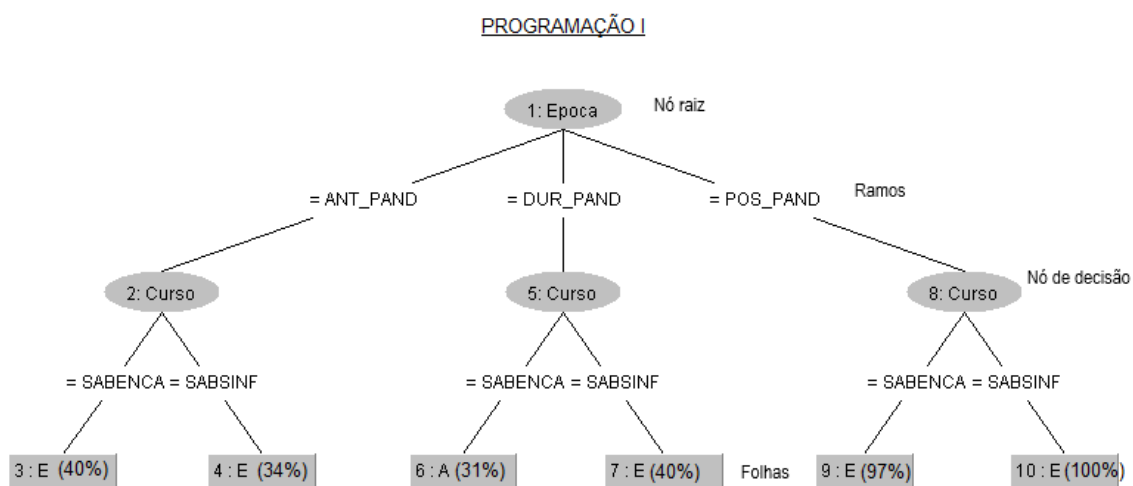 PROGRAMAÇÃO I
1: Epoca
Nó raiz
= ANT_PAND
= DUR_PAND
= POS_PAND
Ramos
2: Curso
5: Curso
8: Curso
Nó de decisão
= SABENCA = SABSINF
= SABENCA = SABSINF
= SABENCA = SABSINF
3 : E (40%)
4 : E (34%)
6 : A (31%)
7 : E (40%)
Folhas
9 : E (97%)
10 : E (100%)